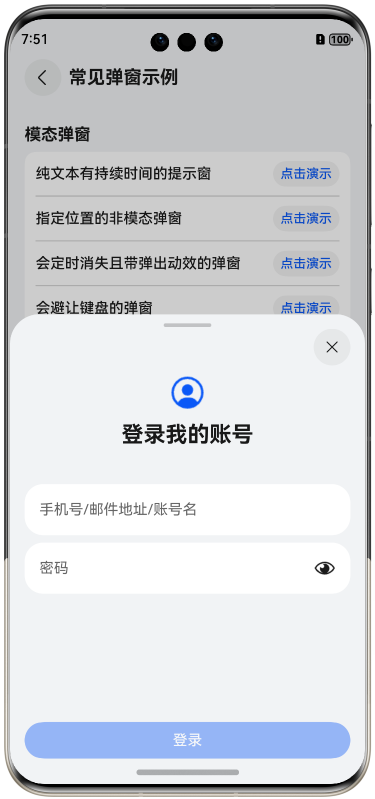 7:51
100
常见弹窗示例
模态弹窗
纯文本有持续时间的提示窗 点击演示
指定位置的非模态弹窗 点击演示
会定时消失且带弹出动效的弹窗 点击演示
会避让键盘的弹窗 点击演示
登录我的账号
手机号/邮件地址/账号名
密码
登录